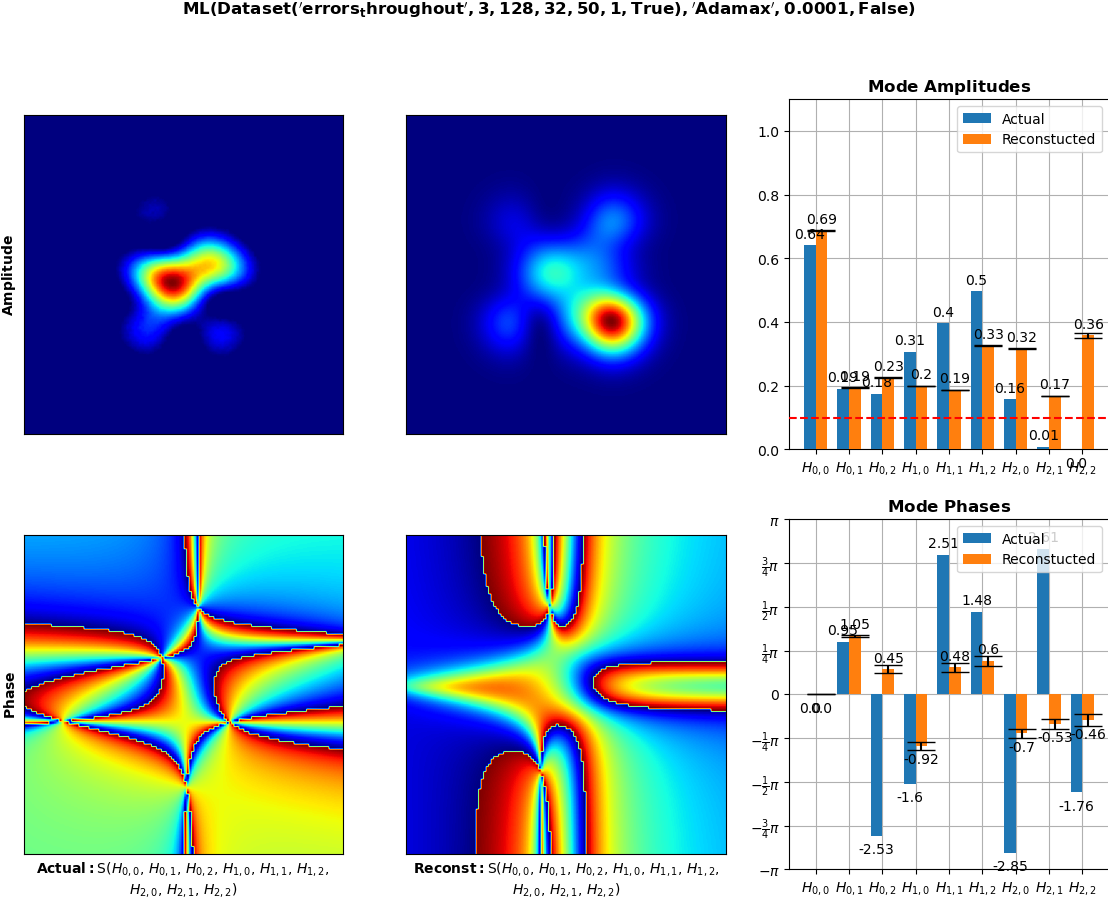 ML(Dataset('errors_throughout', 3, 128, 32, 50, 1, True), 'Adamax', 0.0001, False)
Amplitude
Mode Amplitudes
Actual
Reconstucted
1.0
0.8
0.6
0.4
0.2
0.0
0.64
0.69
0.19
0.19
0.18
0.23
0.31
0.2
0.4
0.19
0.5
0.33
0.16
0.32
0.01
0.17
0.0
0.36
H0,0 H0,1 H0,2 H1,0 H1,1 H1,2 H2,0 H2,1 H2,2
Phase
Mode Phases
Actual
Reconstucted
π
3/4π
1/2π
1/4π
0
−1/4π
−1/2π
−3/4π
−π
0.0
0.0
0.95
1.05
-2.53
0.45
-1.6
-0.92
2.51
0.48
1.48
0.6
-2.85
-0.7
-0.53
-1.76
-0.46
H0,0 H0,1 H0,2 H1,0 H1,1 H1,2 H2,0 H2,1 H2,2
Actual: S(H0,0, H0,1, H0,2, H1,0, H1,1, H1,2,
H2,0, H2,1, H2,2)
Reconst: S(H0,0, H0,1, H0,2, H1,0, H1,1, H1,2,
H2,0, H2,1, H2,2)